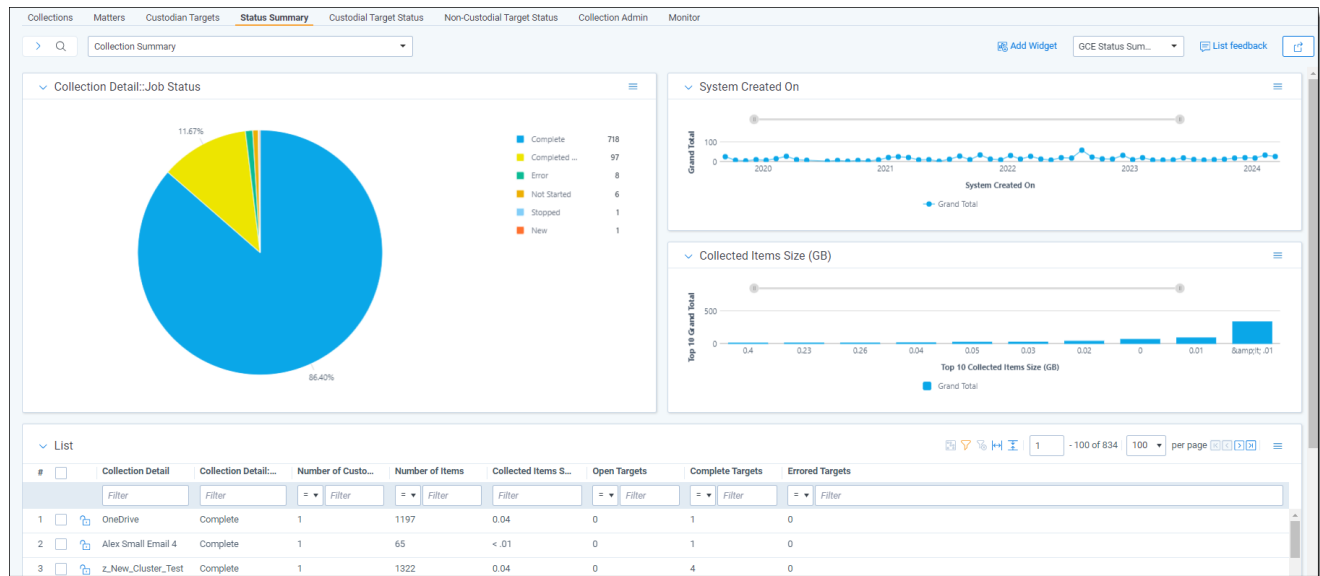 Collections Matters Custodian Targets Status Summary Custodial Target Status Non-Custodial Target Status Collection Admin Monitor
Collection Summary Add Widget GCE Status Sum... List feedback
Collection Detail::Job Status
11.67%
86.40%
Complete 718
Completed ... 97
Error 8
Not Started 6
Stopped 1
New 1
System Created On
Grand Total
100
0
2020 2021 2022 2023 2024
System Created On
Grand Total
Collected Items Size (GB)
Top 10 Grand Total
500
0
0.4 0.23 0.26 0.04 0.05 0.03 0.02 0 0.01 &amp;lt; .01
Top 10 Collected Items Size (GB)
Grand Total
List 1 - 100 of 834 100 per page
# Collection Detail Collection Detail:... Number of Custo... Number of Items Collected Items S... Open Targets Complete Targets Errored Targets
Filter Filter = Filter = Filter Filter = Filter = Filter = Filter
1 OneDrive Complete 1 1197 0.04 0 1 0
2 Alex Small Email 4 Complete 1 65 < .01 0 1 0
3 z_New_Cluster_Test Complete 1 1322 0.04 0 4 0